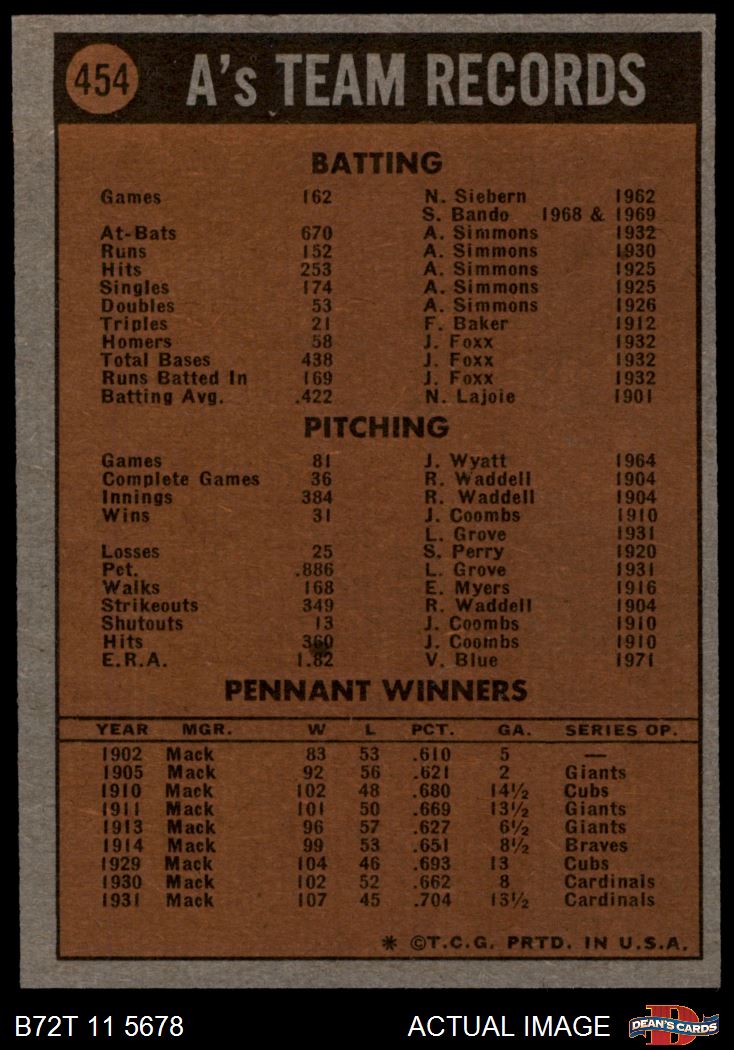 454 A's TEAM RECORDS
BATTING
Games 162 N. Siebern 1962
S. Bando 1968 & 1969
At-Bats 670 A. Simmons 1932
Runs 152 A. Simmons 1930
Hits 253 A. Simmons 1925
Singles 174 A. Simmons 1925
Doubles 53 A. Simmons 1926
Triples 21 F. Baker 1912
Homers 58 J. Foxx 1932
Total Bases 438 J. Foxx 1932
Runs Batted In 169 J. Foxx 1932
Batting Avg. .422 N. Lajoie 1901
PITCHING
Games 81 J. Wyatt 1964
Complete Games 36 R. Waddell 1904
Innings 384 R. Waddell 1904
Wins 31 J. Coombs 1910
L. Grove 1931
Losses 25 S. Perry 1920
Pct. .886 L. Grove 1931
Walks 168 E. Myers 1916
Strikeouts 349 R. Waddell 1904
Shutouts 13 J. Coombs 1910
Hits 360 J. Coombs 1910
E.R.A. 1.82 V. Blue 1971
PENNANT WINNERS
YEAR MGR. W L PCT. GA. SERIES OP.
1902 Mack 83 53 .610 5 —
1905 Mack 92 56 .621 2 Giants
1910 Mack 102 48 .680 14½ Cubs
1911 Mack 101 50 .669 13½ Giants
1913 Mack 96 57 .627 6½ Giants
1914 Mack 99 53 .651 8½ Braves
1929 Mack 104 46 .693 13 Cubs
1930 Mack 102 52 .662 8 Cardinals
1931 Mack 107 45 .704 13½ Cardinals
* ©T.C.G. PRTD. IN U.S.A.
B72T 11 5678 ACTUAL IMAGE D DEAN'S CARDS